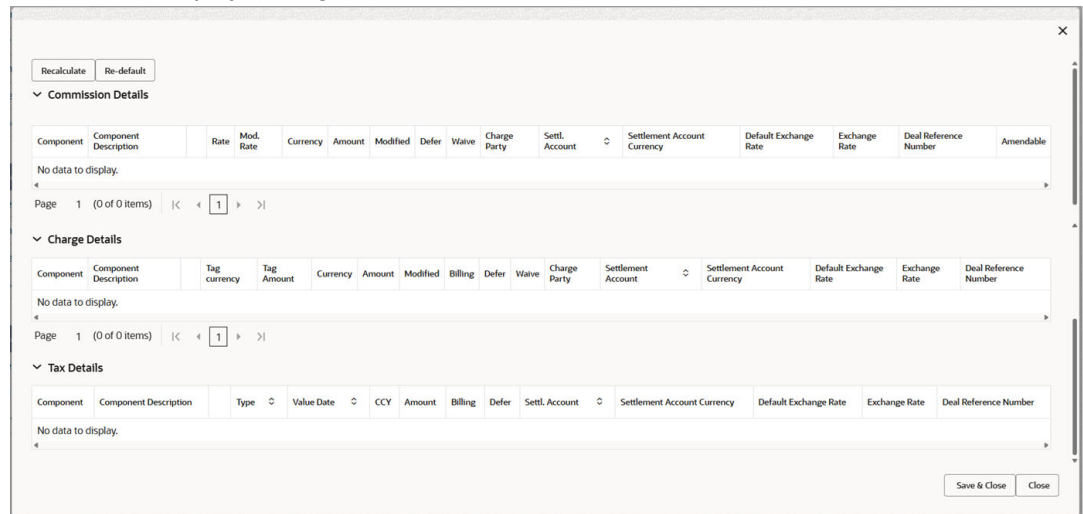 Recalculate Re-default
Commission Details
Component Component Description Rate Mod. Rate Currency Amount Modified Defer Waive Charge Party Settl. Account Settlement Account Currency Default Exchange Rate Exchange Rate Deal Reference Number Amendable
No data to display.
Page 1 (0 of 0 items) 1
Charge Details
Component Component Description Tag currency Tag Amount Currency Amount Modified Billing Defer Waive Charge Party Settlement Account Settlement Account Currency Default Exchange Rate Exchange Rate Deal Reference Number
No data to display.
Page 1 (0 of 0 items) 1
Tax Details
Component Component Description Type Value Date CCY Amount Billing Defer Settl. Account Settlement Account Currency Default Exchange Rate Exchange Rate Deal Reference Number
No data to display.
Save & Close Close